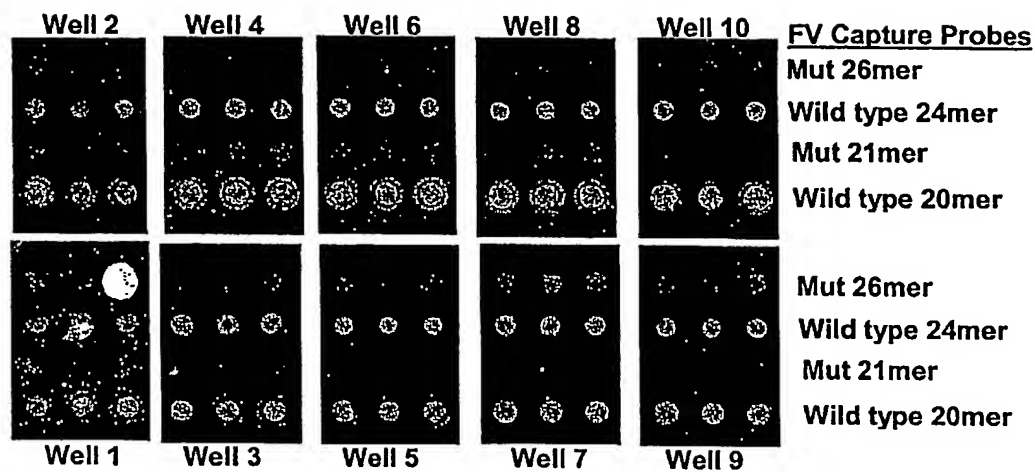 Well 2 Well 4 Well 6 Well 8 Well 10 FV Capture Probes
Mut 26mer
Wild type 24mer
Mut 21mer
Wild type 20mer
Mut 26mer
Wild type 24mer
Mut 21mer
Wild type 20mer
Well 1 Well 3 Well 5 Well 7 Well 9